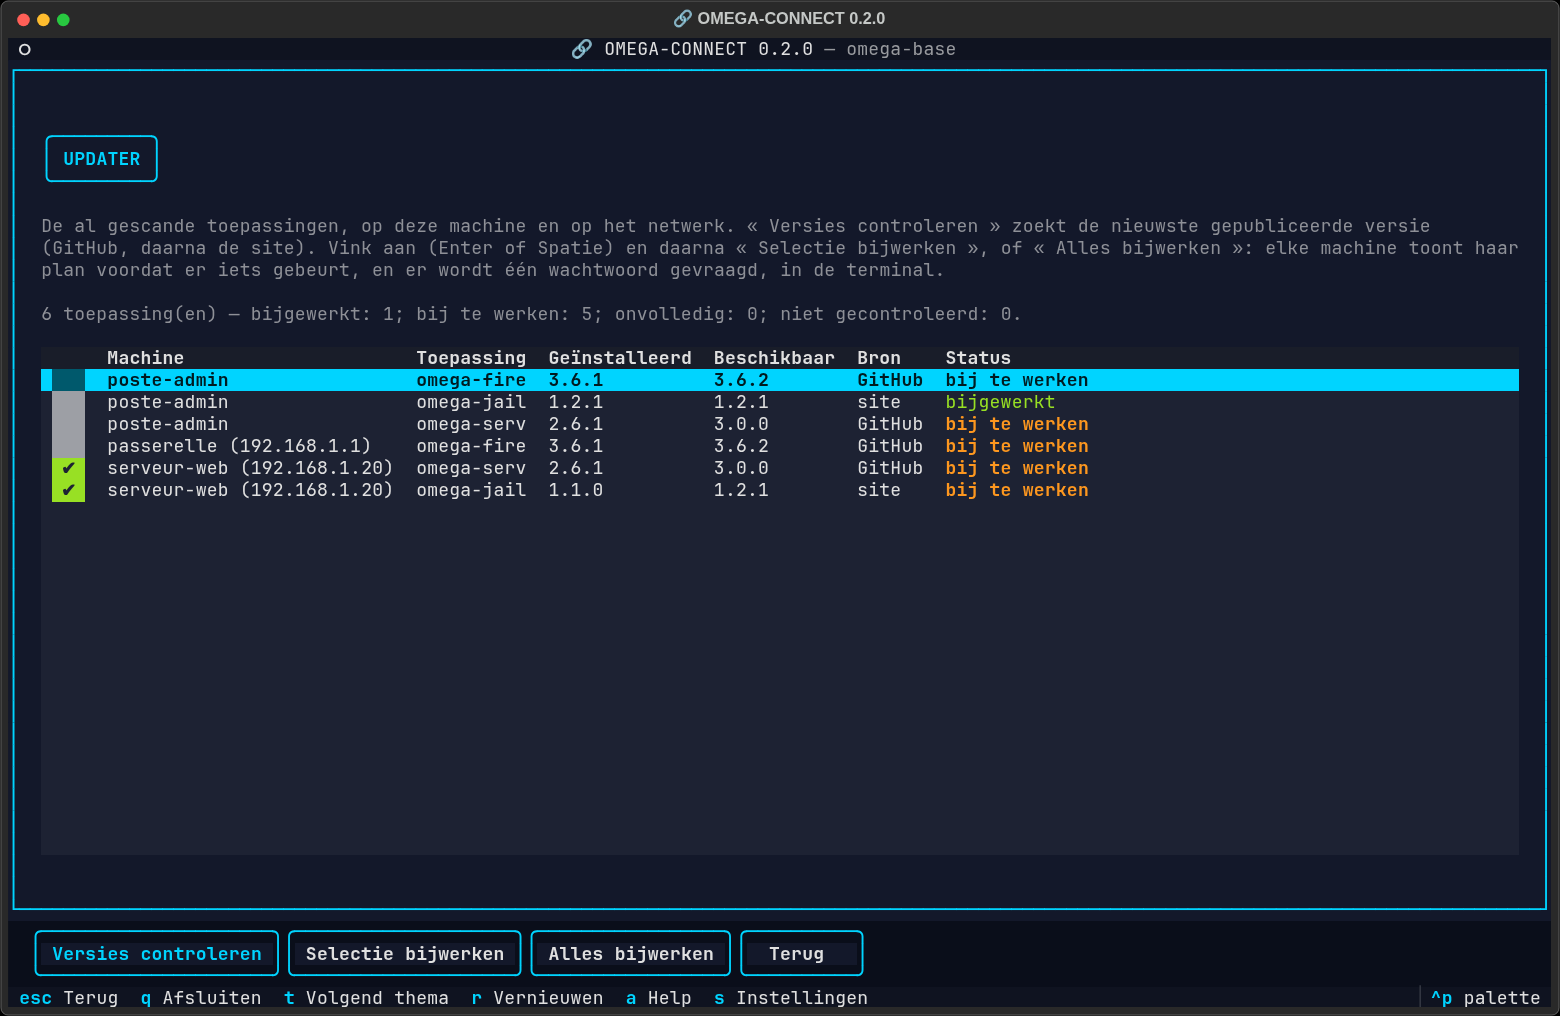 🔗 OMEGA-CONNECT 0.2.0
🔗 OMEGA-CONNECT 0.2.0 — omega-base
UPDATER
De al gescande toepassingen, op deze machine en op het netwerk. « Versies controleren » zoekt de nieuwste gepubliceerde versie
(GitHub, daarna de site). Vink aan (Enter of Spatie) en daarna « Selectie bijwerken », of « Alles bijwerken »: elke machine toont haar
plan voordat er iets gebeurt, en er wordt één wachtwoord gevraagd, in de terminal.
6 toepassing(en) — bijgewerkt: 1; bij te werken: 5; onvolledig: 0; niet gecontroleerd: 0.
Machine Toepassing Geïnstalleerd Beschikbaar Bron Status
poste-admin omega-fire 3.6.1 3.6.2 GitHub bij te werken
poste-admin omega-jail 1.2.1 1.2.1 site bijgewerkt
poste-admin omega-serv 2.6.1 3.0.0 GitHub bij te werken
passerelle (192.168.1.1) omega-fire 3.6.1 3.6.2 GitHub bij te werken
✔ serveur-web (192.168.1.20) omega-serv 2.6.1 3.0.0 GitHub bij te werken
✔ serveur-web (192.168.1.20) omega-jail 1.1.0 1.2.1 site bij te werken
Versies controleren Selectie bijwerken Alles bijwerken Terug
esc Terug q Afsluiten t Volgend thema r Vernieuwen a Help s Instellingen ^p palette